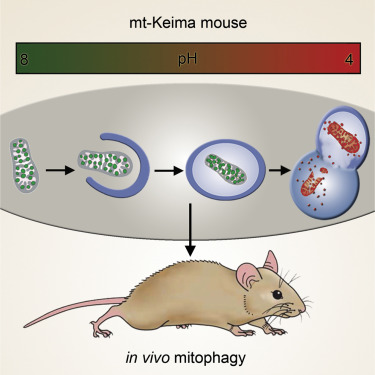 mt-Keima mouse
8 pH 4
in vivo mitophagy